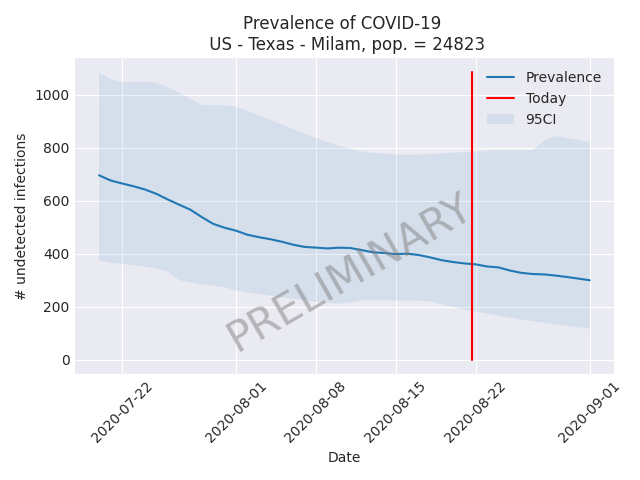 Prevalence of COVID-19
US - Texas - Milam, pop. = 24823
Prevalence
Today
95CI
1000
800
600
400
200
0
# undetected infections
PRELIMINARY
2020-07-22
2020-08-01
2020-08-08
2020-08-15
2020-08-22
2020-09-01
Date